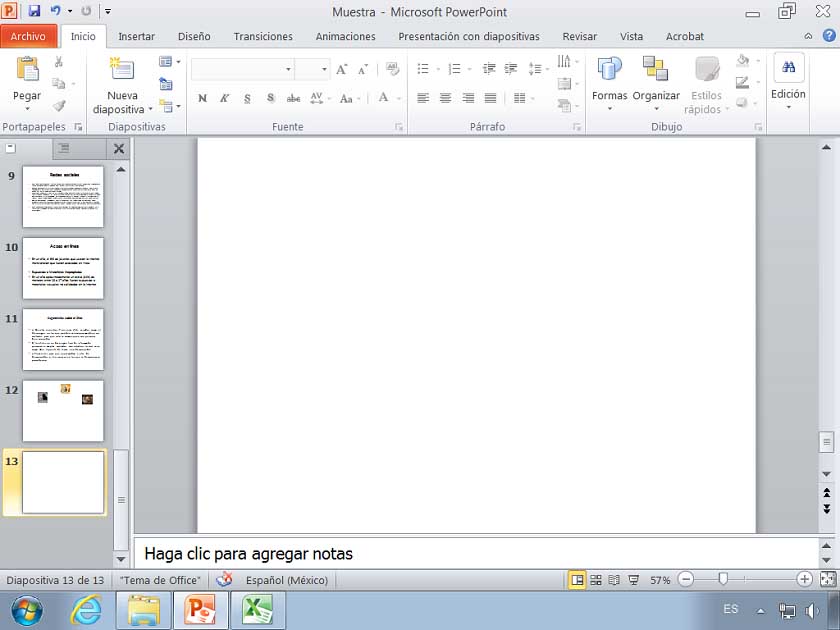 Muestra - Microsoft PowerPoint
Archivo Inicio Insertar Diseño Transiciones Animaciones Presentación con diapositivas Revisar Vista Acrobat
Pegar
Nueva diapositiva
N K S S abc AV Aa A
Formas Organizar Estilos rápidos
Edición
Portapapeles Diapositivas Fuente Párrafo Dibujo
9
Redes sociales
10
Acoso en línea
11
12
13
Haga clic para agregar notas
Diapositiva 13 de 13 "Tema de Office" Español (México) 57%
ES